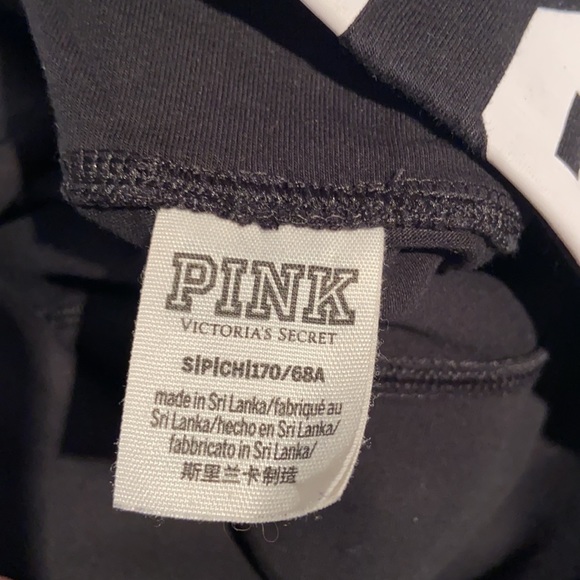 PINK
VICTORIA'S SECRET
S|P|CH|170/68A
made in Sri Lanka/fabriqué au
Sri Lanka/hecho en Sri Lanka/
fabbricato in Sri Lanka/
斯里兰卡制造